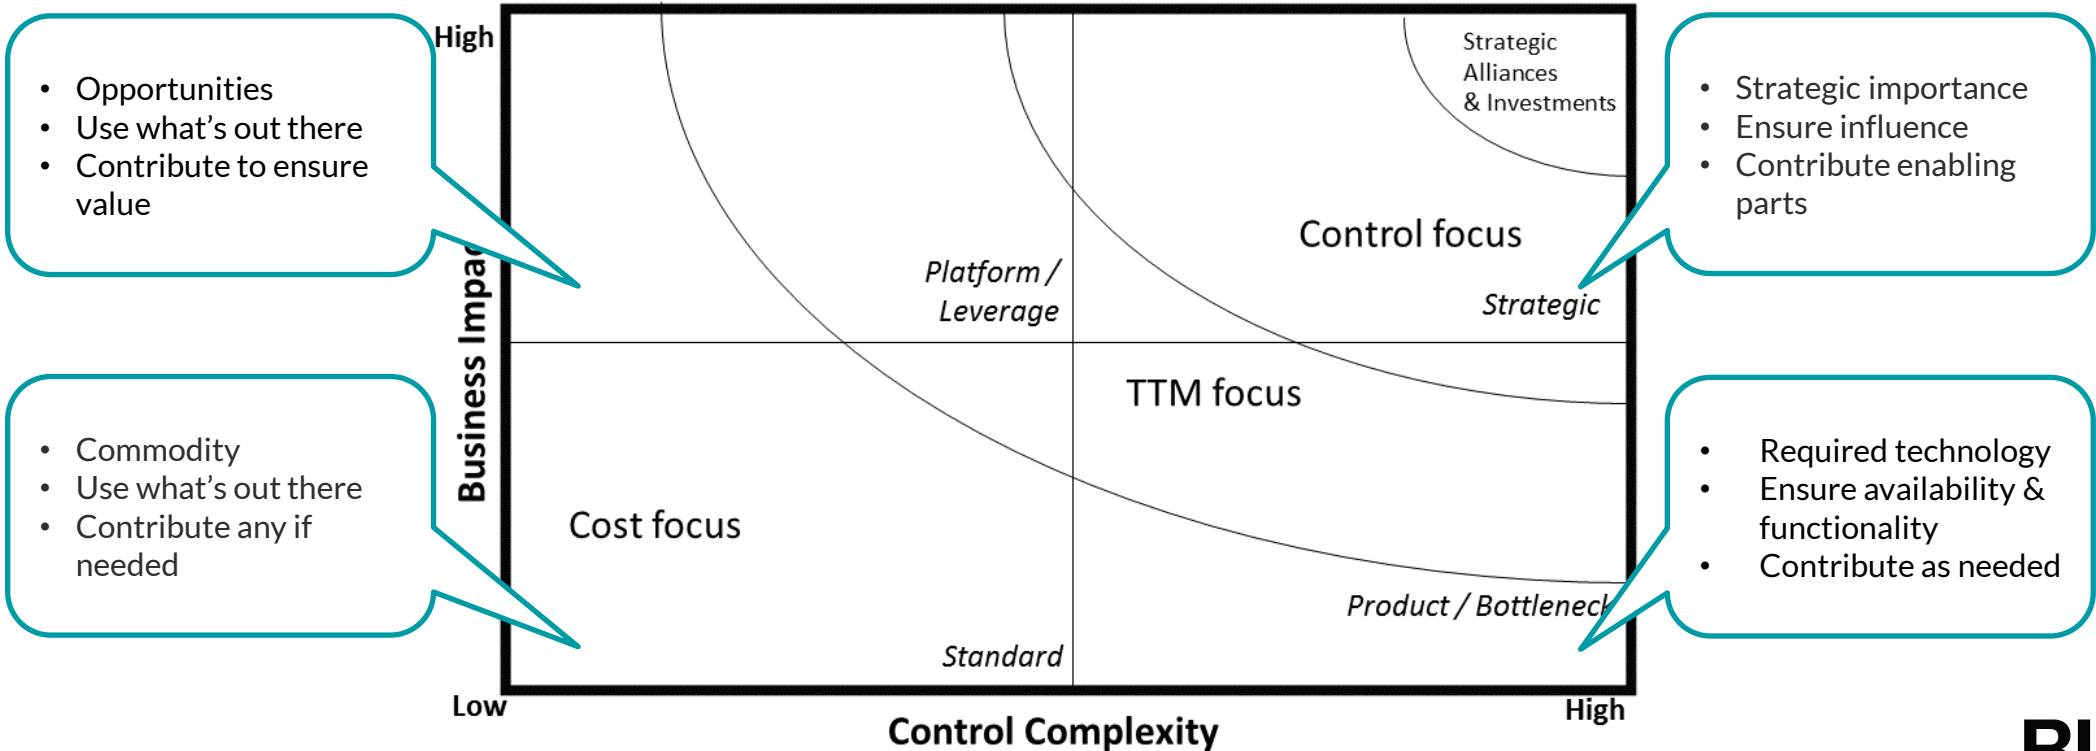 High
• Opportunities
• Use what's out there
• Contribute to ensure
value
Strategic
Alliances
& Investments
• Strategic importance
• Ensure influence
• Contribute enabling
parts
Control focus
Platform /
Leverage
Strategic
Business Impac
TTM focus
• Commodity
• Use what's out there
• Contribute any if
needed
Cost focus
• Required technology
• Ensure availability &
functionality
• Contribute as needed
Product / Bottleneck
Standard
Low
High
Control Complexity